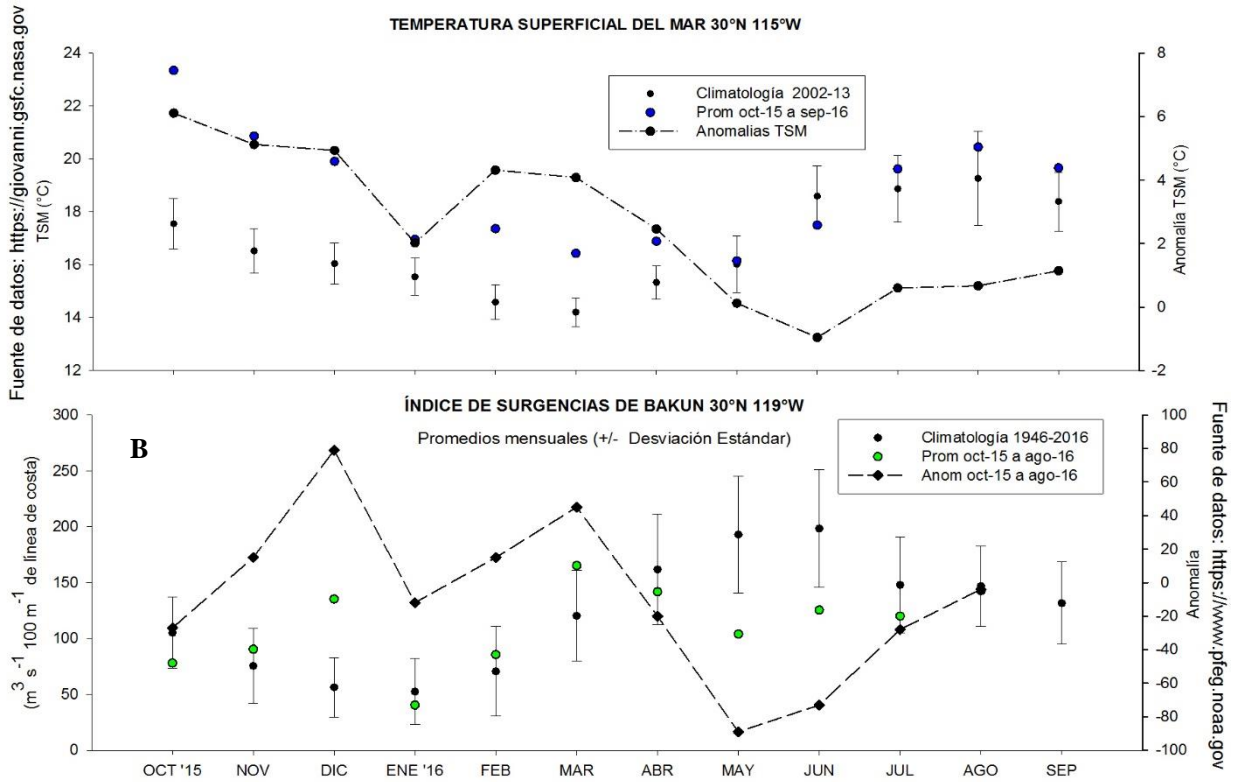 TEMPERATURA SUPERFICIAL DEL MAR 30°N 115°W
Fuente de datos: https://giovanni.gsfc.nasa.gov
TSM (°C)
24
22
20
18
16
14
12
Climatología 2002-13
Prom oct-15 a sep-16
Anomalias TSM
8
6
4
2
0
-2
Anomalía TSM (°C)
ÍNDICE DE SURGENCIAS DE BAKUN 30°N 119°W
Promedios mensuales (+/- Desviación Estándar)
B
(m³ s⁻¹ 100 m⁻¹ de línea de costa)
300
250
200
150
100
50
0
Climatología 1946-2016
Prom oct-15 a ago-16
Anom oct-15 a ago-16
100
80
60
40
20
0
-20
-40
-60
-80
-100
Anomalía
Fuente de datos: https://www.pfeg.noaa.gov
OCT '15 NOV DIC ENE '16 FEB MAR ABR MAY JUN JUL AGO SEP